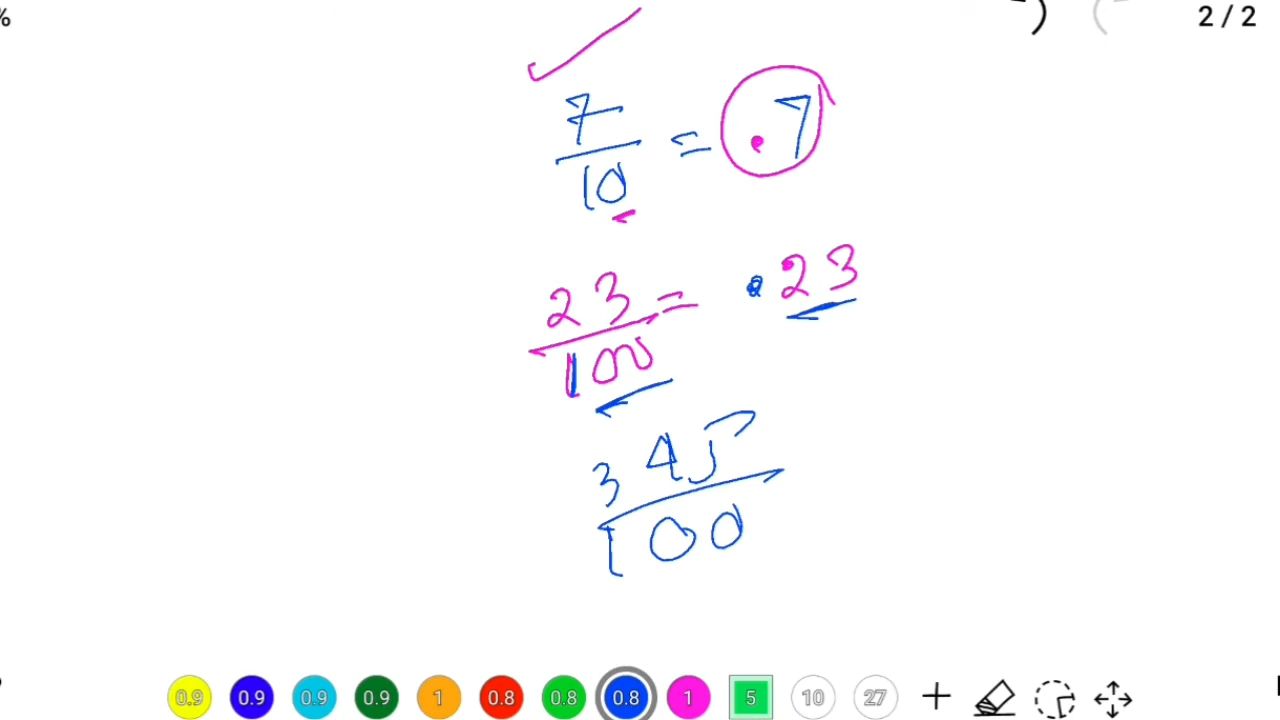 %
2 / 2
7/10 = .7
23/100 = .23
345/100
0.9 0.9 0.9 0.9 1 0.8 0.8 0.8 1 5 10 27